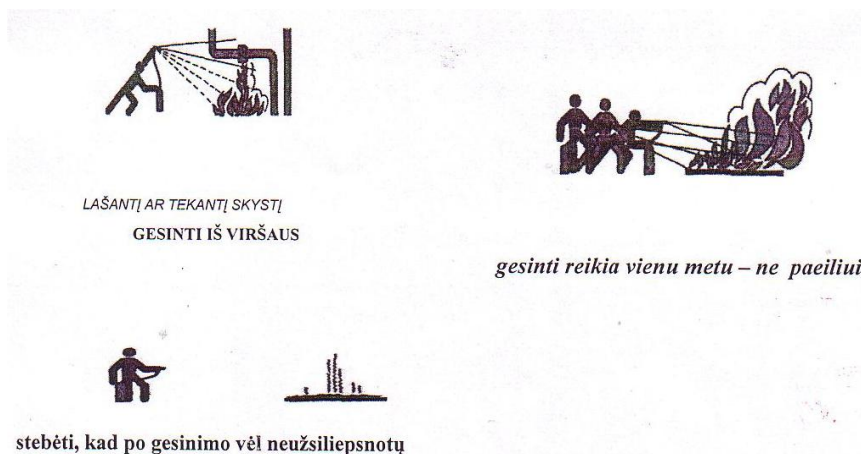 LAŠANTĮ AR TEKANTĮ SKYSTĮ
GESINTI IŠ VIRŠAUS
gesinti reikia vienu metu – ne paeiliui
stebėti, kad po gesinimo vėl neužsiliepsnotų